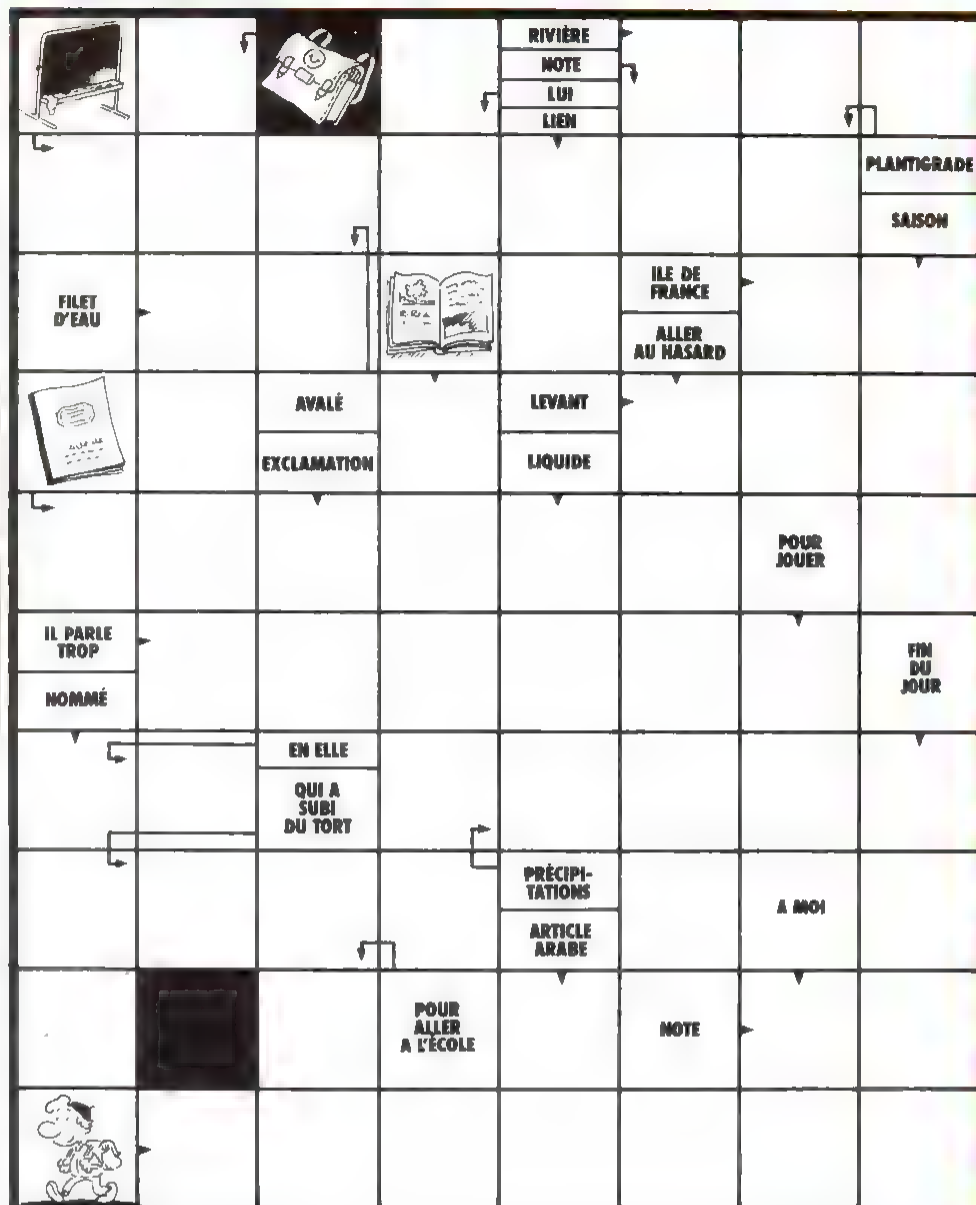 RIVIÈRE
NOTE
LUI
LIEN
PLANTIGRADE
SAISON
FILET
D'EAU
ILE DE
FRANCE
ALLER
AU HASARD
AVALÉ
EXCLAMATION
LEVANT
LIQUIDE
POUR
JOUER
IL PARLE
TROP
NOMMÉ
FIN
DU
JOUR
EN ELLE
QUI A
SUBI
DU TORT
PRÉCIPI-
TATIONS
ARTICLE
ARABE
A MOI
POUR
ALLER
A L'ÉCOLE
NOTE